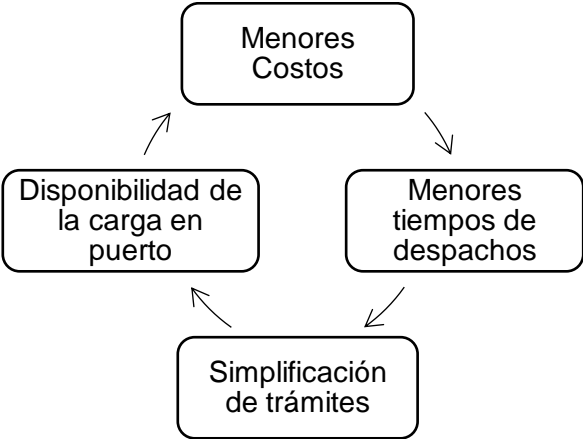 Menores
Costos
Disponibilidad de
la carga en
puerto
Menores
tiempos de
despachos
Simplificación
de trámites